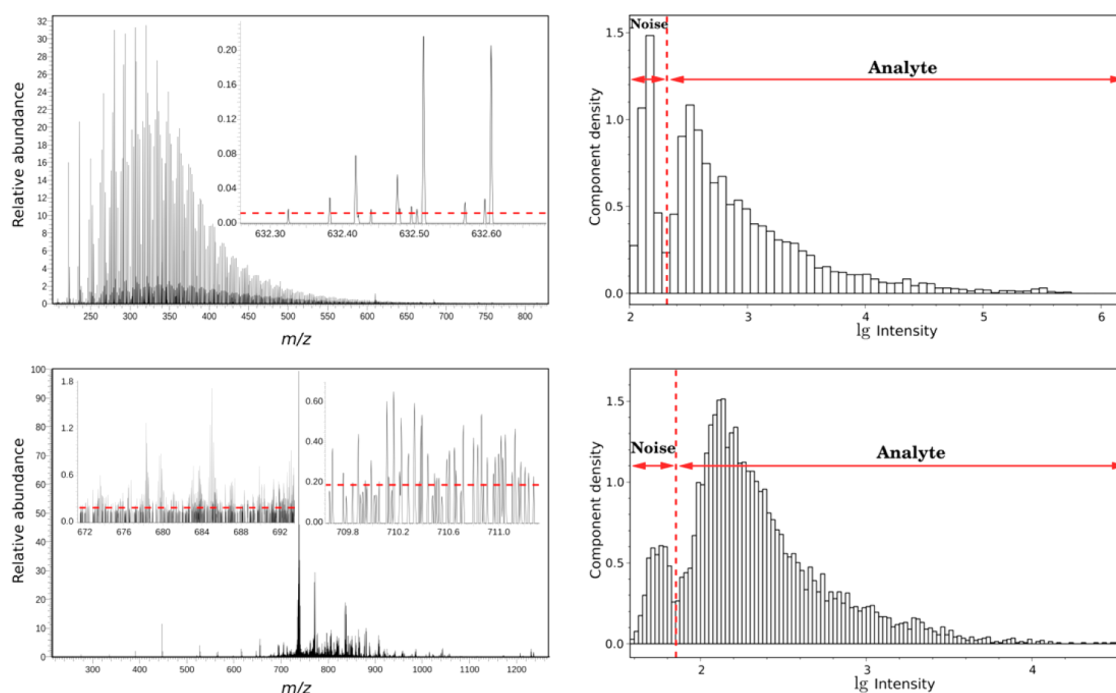 32
30
28
26
24
22
20
18
16
14
12
10
8
6
4
2
0
Relative abundance
250 300 350 400 450 500 550 600 650 700 750 800
m/z
0.20
0.16
0.12
0.08
0.04
0.00
632.30 632.40 632.50 632.60
Noise
Analyte
1.5
1.0
0.5
0.0
Component density
2 3 4 5 6
lg Intensity
100
90
80
70
60
50
40
30
20
10
0
Relative abundance
300 400 500 600 700 800 900 1000 1100 1200
m/z
1.8
1.2
0.6
0.0
672 676 680 684 688 692
0.60
0.40
0.20
0.00
709.8 710.2 710.6 711.0
Noise
Analyte
1.5
1.0
0.5
0.0
Component density
2 3 4
lg Intensity